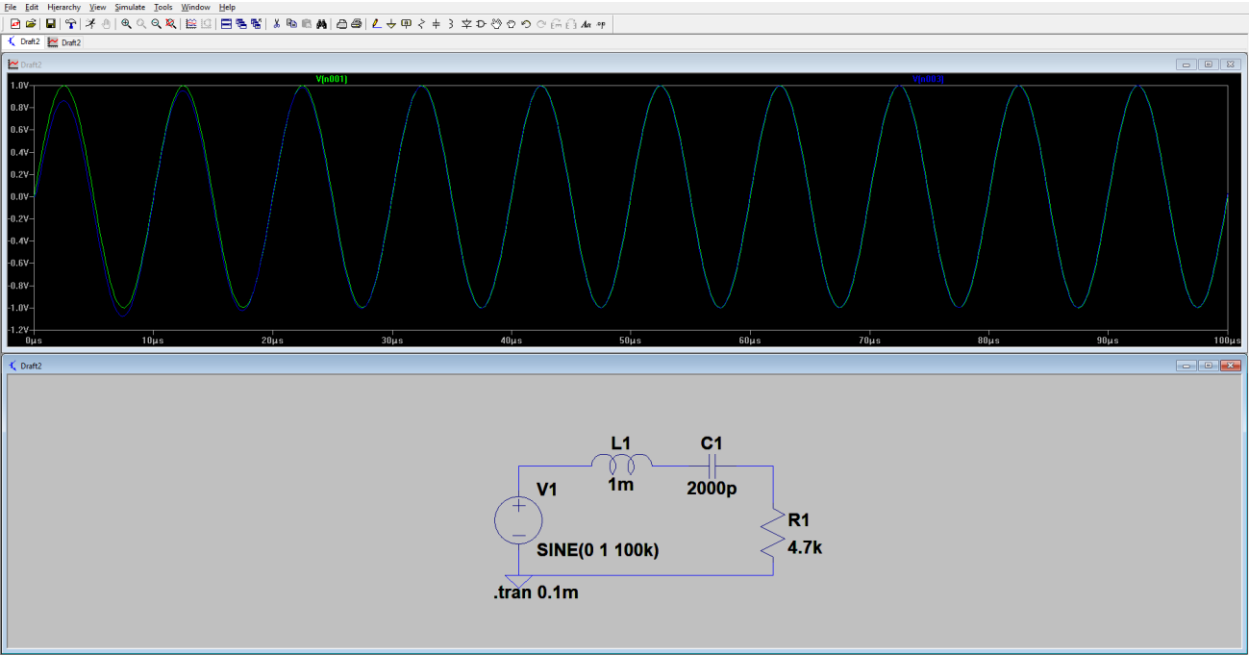 File Edit Hierarchy View Simulate Tools Window Help
Draft2 Draft2
Draft2
V[n001]
1.0V
0.8V
0.6V
0.4V
0.2V
0.0V
-0.2V
-0.4V
-0.6V
-0.8V
-1.0V
-1.2V
0µs 10µs 20µs 30µs 40µs 50µs 60µs 70µs 80µs 90µs 100µs
Draft2
L1 C1
1m 2000p
V1
R1
SINE(0 1 100k) 4.7k
.tran 0.1m